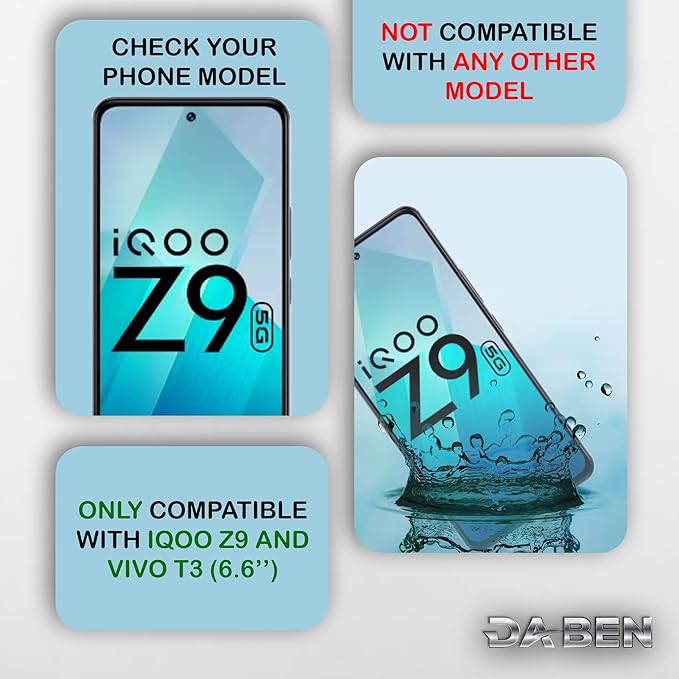 CHECK YOUR
PHONE MODEL
iQOO
Z9 5G
NOT COMPATIBLE
WITH ANY OTHER
MODEL
iQOO
Z9 5G
ONLY COMPATIBLE
WITH IQOO Z9 AND
VIVO T3 (6.6’’)
DA BEN